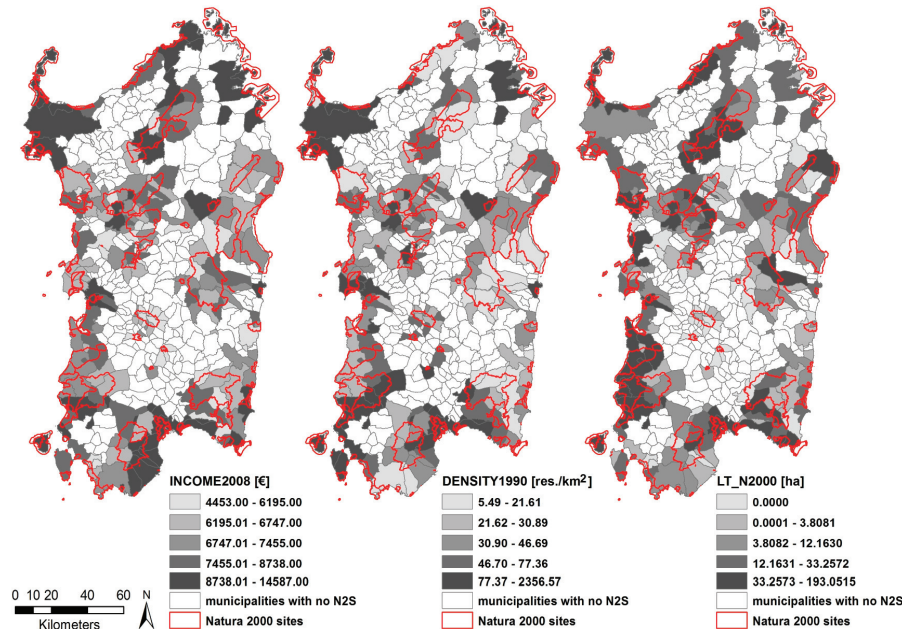 INCOME2008 [€]
4453.00 - 6195.00
6195.01 - 6747.00
6747.01 - 7455.00
7455.01 - 8738.00
8738.01 - 14587.00
municipalities with no N2S
Natura 2000 sites
DENSITY1990 [res./km²]
5.49 - 21.61
21.62 - 30.89
30.90 - 46.69
46.70 - 77.36
77.37 - 2356.57
municipalities with no N2S
Natura 2000 sites
LT_N2000 [ha]
0.0000
0.0001 - 3.8081
3.8082 - 12.1630
12.1631 - 33.2572
33.2573 - 193.0515
municipalities with no N2S
Natura 2000 sites
0 10 20 40 60
Kilometers
N